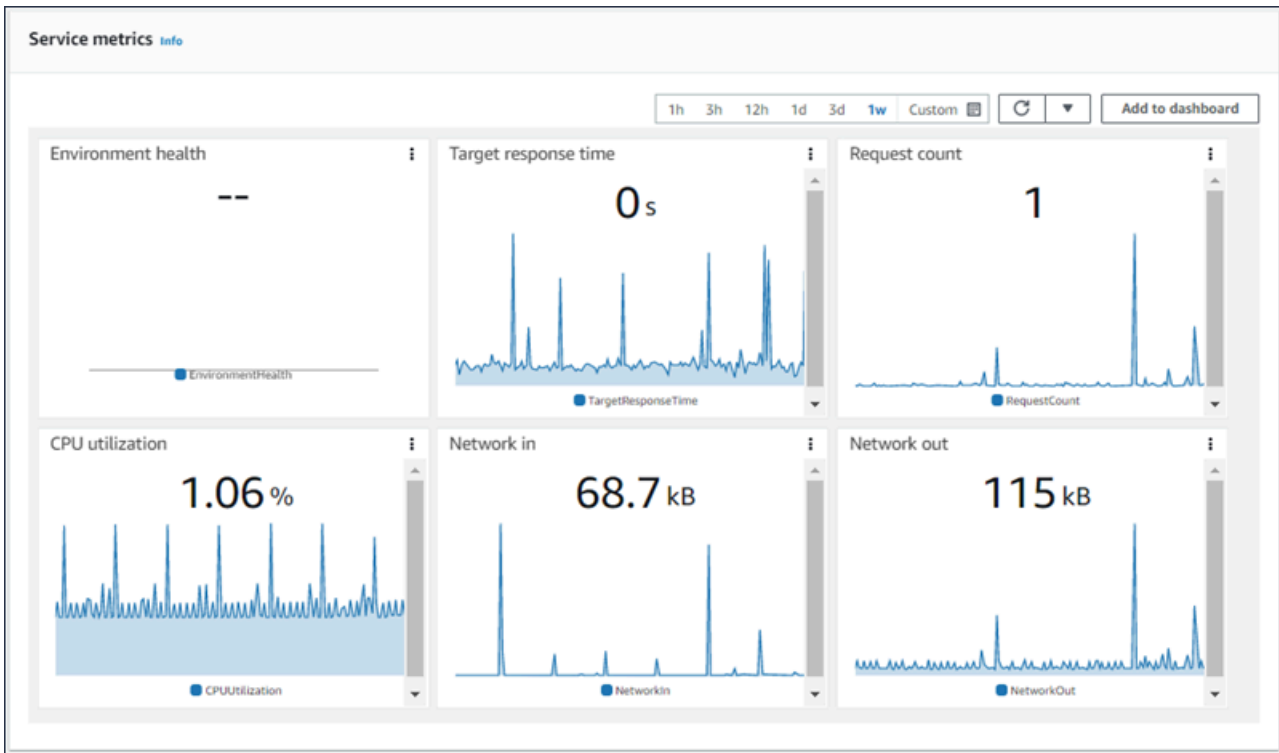 Service metrics Info
1h 3h 12h 1d 3d 1w Custom Add to dashboard
Environment health
--
EnvironmentHealth
Target response time
0 s
TargetResponseTime
Request count
1
RequestCount
CPU utilization
1.06 %
CPUUtilization
Network in
68.7 kB
NetworkIn
Network out
115 kB
NetworkOut